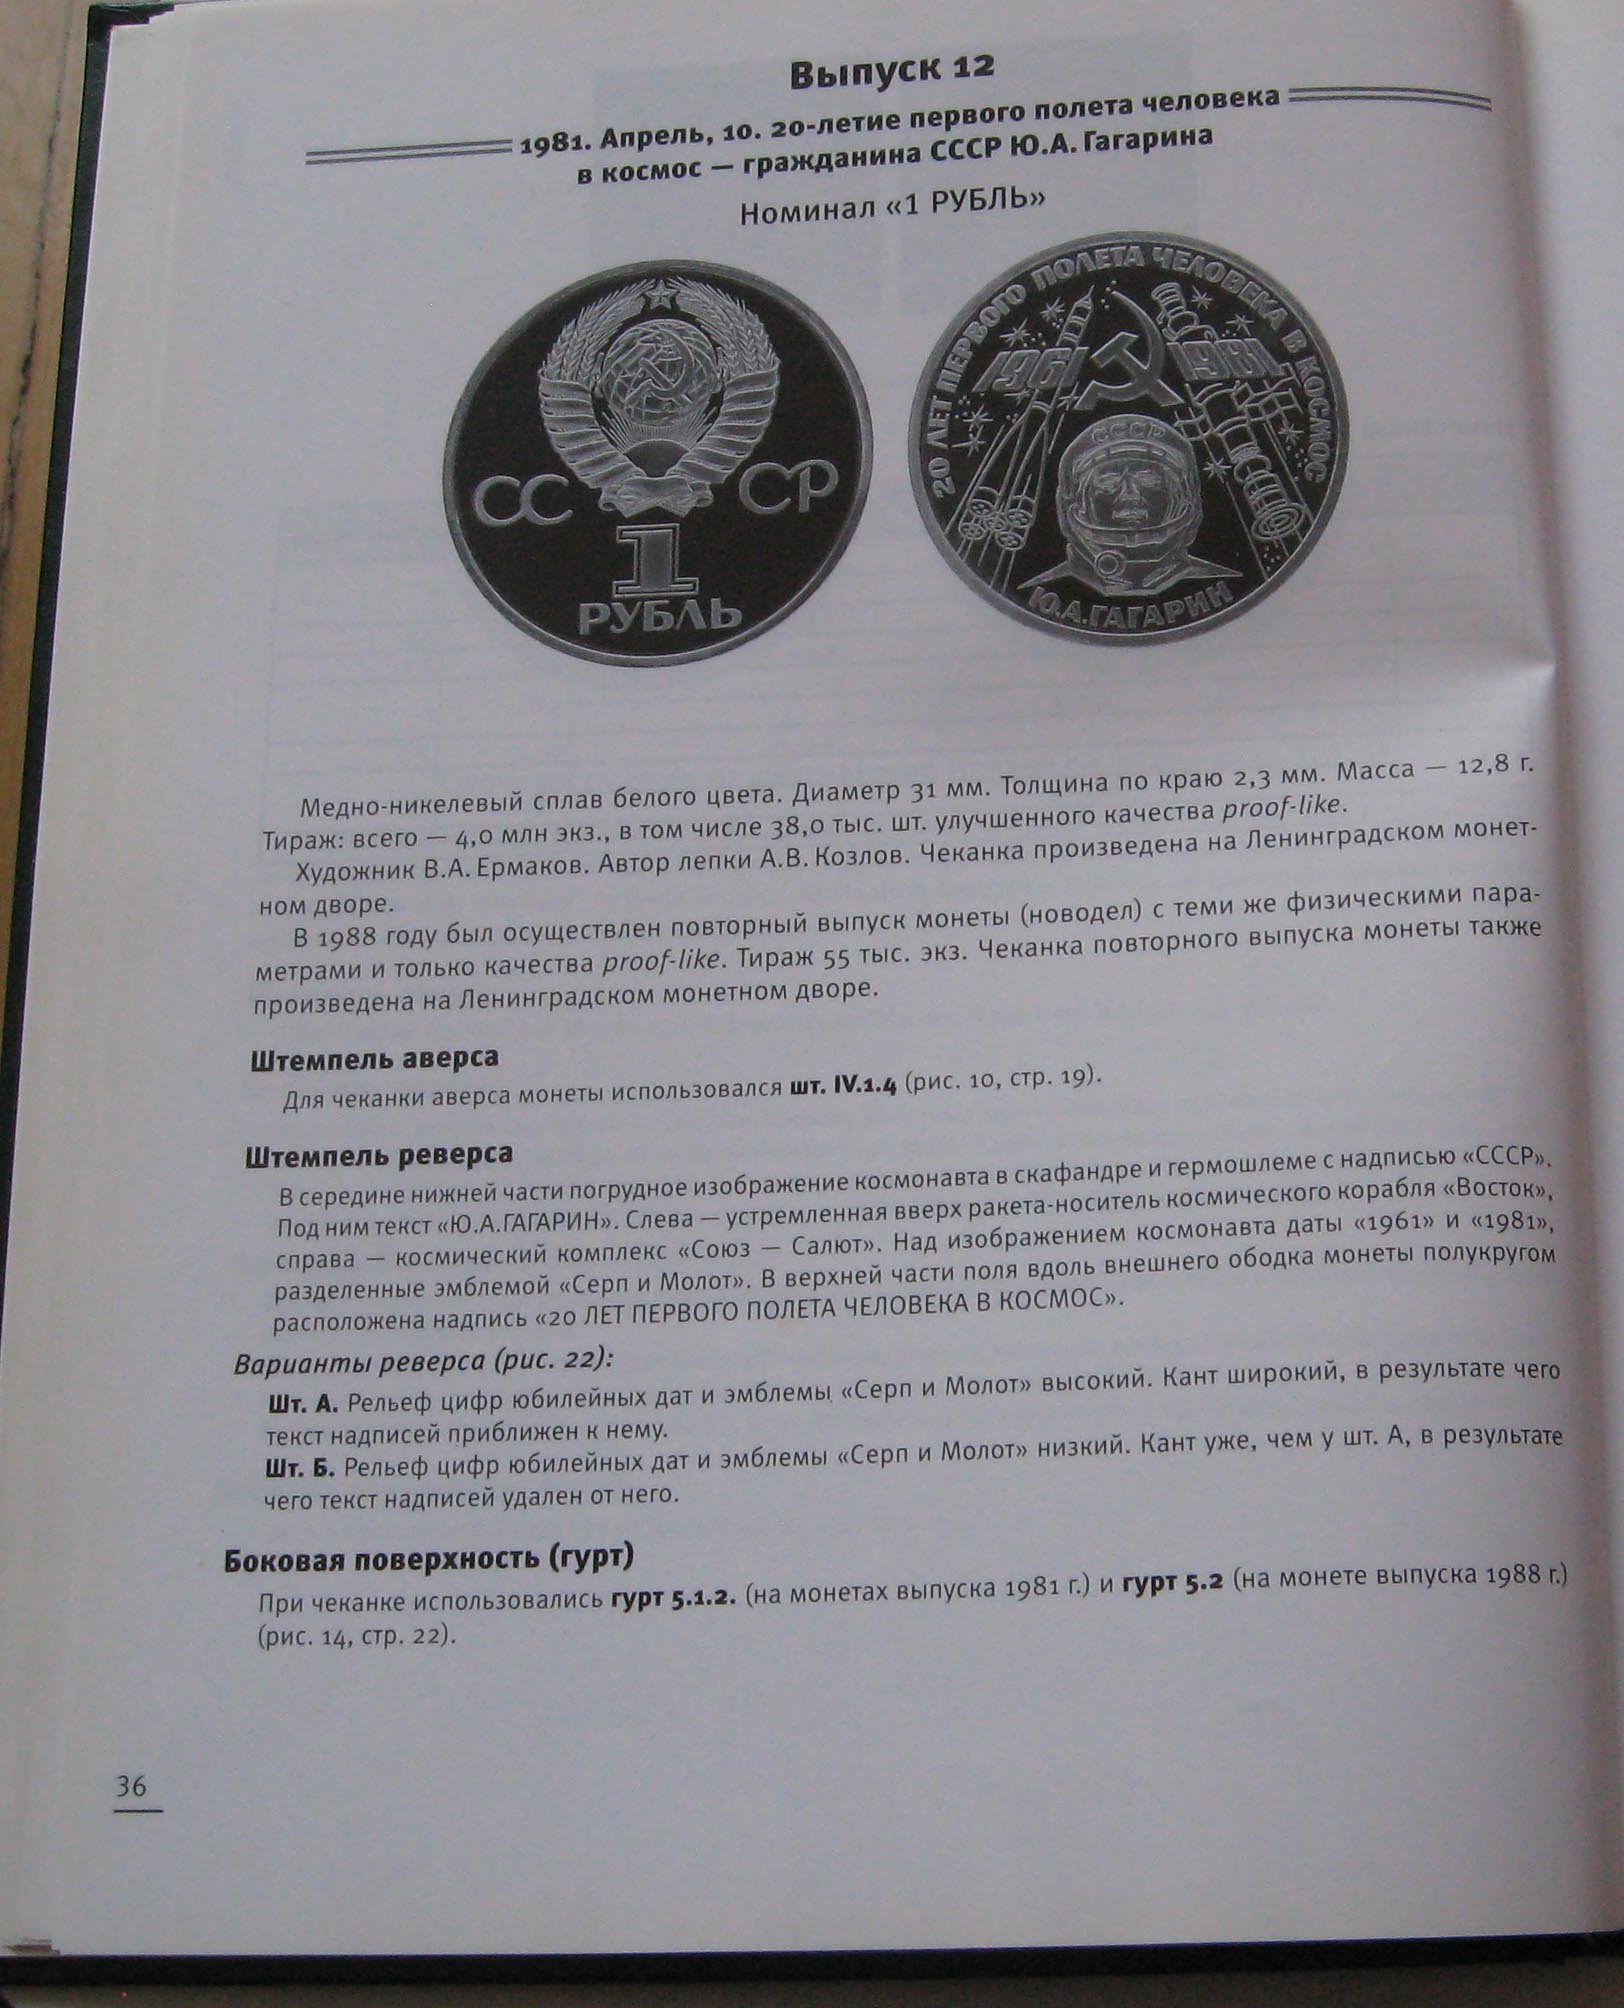 Выпуск 12
1981. Апрель, 10. 20-летие первого полета человека
в космос — гражданина СССР Ю.А. Гагарина
Номинал «1 РУБЛЬ»
СС СР
1
РУБЛЬ
20 ЛЕТ ПЕРВОГО ПОЛЕТА ЧЕЛОВЕКА В КОСМОС
1961 1981
СССР
Ю.А.ГАГАРИН
Медно-никелевый сплав белого цвета. Диаметр 31 мм. Толщина по краю 2,3 мм. Масса — 12,8 г.
Тираж: всего — 4,0 млн экз., в том числе 38,0 тыс. шт. улучшенного качества proof-like.
Художник В.А. Ермаков. Автор лепки А.В. Козлов. Чеканка произведена на Ленинградском монет-
ном дворе.
В 1988 году был осуществлен повторный выпуск монеты (новодел) с теми же физическими пара-
метрами и только качества proof-like. Тираж 55 тыс. экз. Чеканка повторного выпуска монеты также
произведена на Ленинградском монетном дворе.
Штемпель аверса
Для чеканки аверса монеты использовался шт. IV.1.4 (рис. 10, стр. 19).
Штемпель реверса
В середине нижней части погрудное изображение космонавта в скафандре и гермошлеме с надписью «СССР».
Под ним текст «Ю.А.ГАГАРИН». Слева — устремленная вверх ракета-носитель космического корабля «Восток»,
справа — космический комплекс «Союз — Салют». Над изображением космонавта даты «1961» и «1981»,
разделенные эмблемой «Серп и Молот». В верхней части поля вдоль внешнего ободка монеты полукругом
расположена надпись «20 ЛЕТ ПЕРВОГО ПОЛЕТА ЧЕЛОВЕКА В КОСМОС».
Варианты реверса (рис. 22):
Шт. А. Рельеф цифр юбилейных дат и эмблемы «Серп и Молот» высокий. Кант широкий, в результате чего
текст надписей приближен к нему.
Шт. Б. Рельеф цифр юбилейных дат и эмблемы «Серп и Молот» низкий. Кант уже, чем у шт. А, в результате
чего текст надписей удален от него.
Боковая поверхность (гурт)
При чеканке использовались гурт 5.1.2. (на монетах выпуска 1981 г.) и гурт 5.2 (на монете выпуска 1988 г.)
(рис. 14, стр. 22).
36